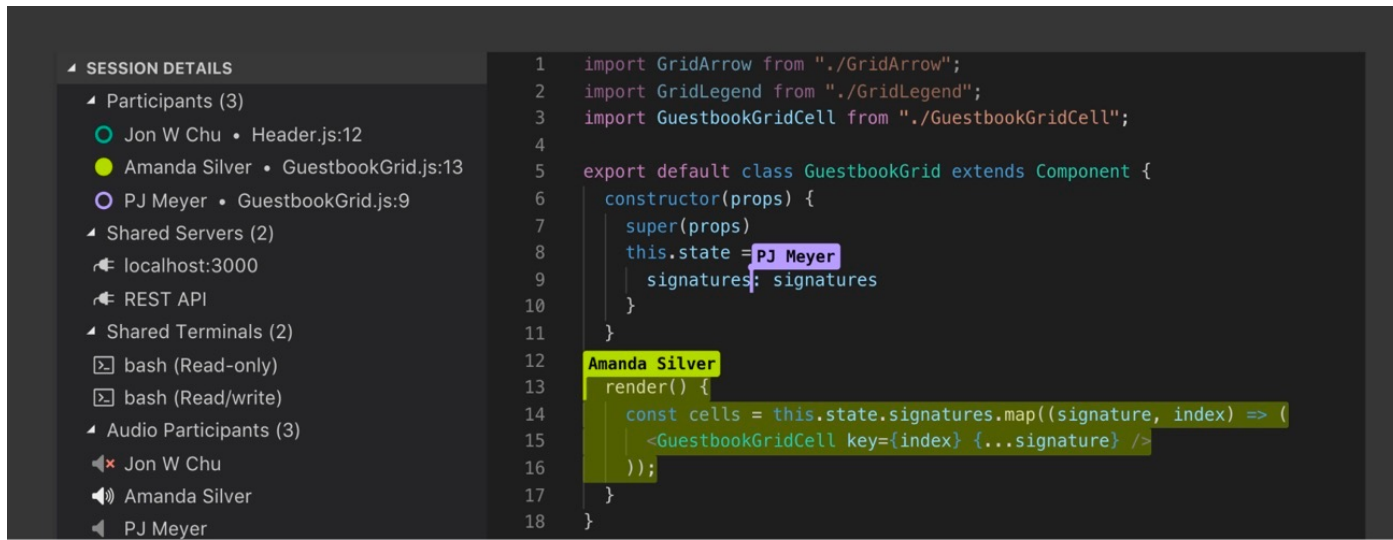 SESSION DETAILS
Participants (3)
Jon W Chu • Header.js:12
Amanda Silver • GuestbookGrid.js:13
PJ Meyer • GuestbookGrid.js:9
Shared Servers (2)
localhost:3000
REST API
Shared Terminals (2)
bash (Read-only)
bash (Read/write)
Audio Participants (3)
Jon W Chu
Amanda Silver
PJ Meyer
1 import GridArrow from "./GridArrow";
2 import GridLegend from "./GridLegend";
3 import GuestbookGridCell from "./GuestbookGridCell";
4
5 export default class GuestbookGrid extends Component {
6 constructor(props) {
7 super(props)
8 this.state = PJ Meyer
9 signatures: signatures
10 }
11 }
12 Amanda Silver
13 render() {
14 const cells = this.state.signatures.map((signature, index) => (
15 <GuestbookGridCell key={index} {...signature} />
16 ));
17 }
18 }